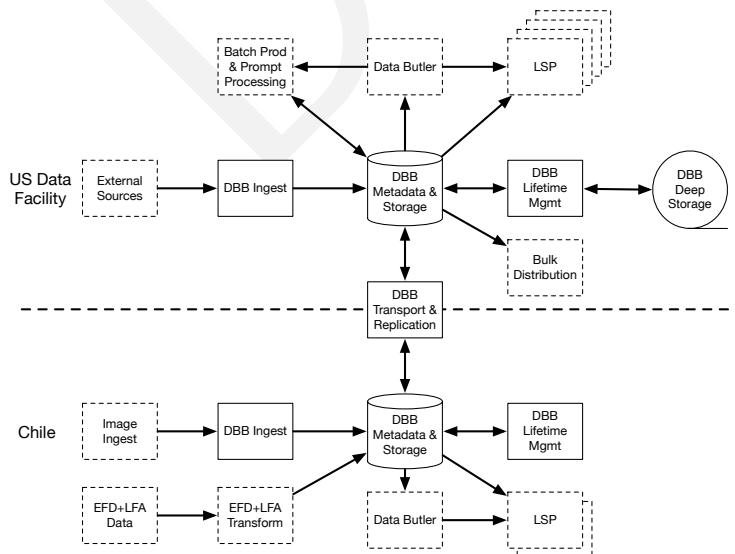 Batch Prod
& Prompt
Processing
Data Butler
LSP
US Data
Facility
External
Sources
DBB Ingest
DBB
Metadata &
Storage
DBB
Lifetime
Mgmt
DBB
Deep
Storage
Bulk
Distribution
DBB
Transport &
Replication
Chile
Image
Ingest
DBB Ingest
DBB
Metadata &
Storage
DBB
Lifetime
Mgmt
EFD+LFA
Data
EFD+LFA
Transform
Data Butler
LSP